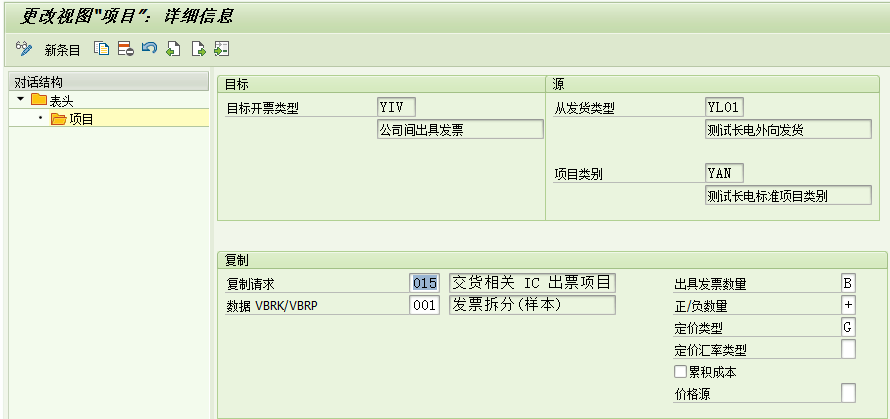 更改视图“项目”: 详细信息
新条目
对话结构
表头
项目
目标
源
目标开票类型 YIV
公司间出具发票
从发货类型 YL01
测试长电外向发货
项目类别 YAN
测试长电标准项目类别
复制
复制请求 015 交货相关 IC 出票项目
数据 VBRK/VBRP 001 发票拆分(样本)
出具发票数量 B
正/负数量 +
定价类型 G
定价汇率类型
累积成本
价格源